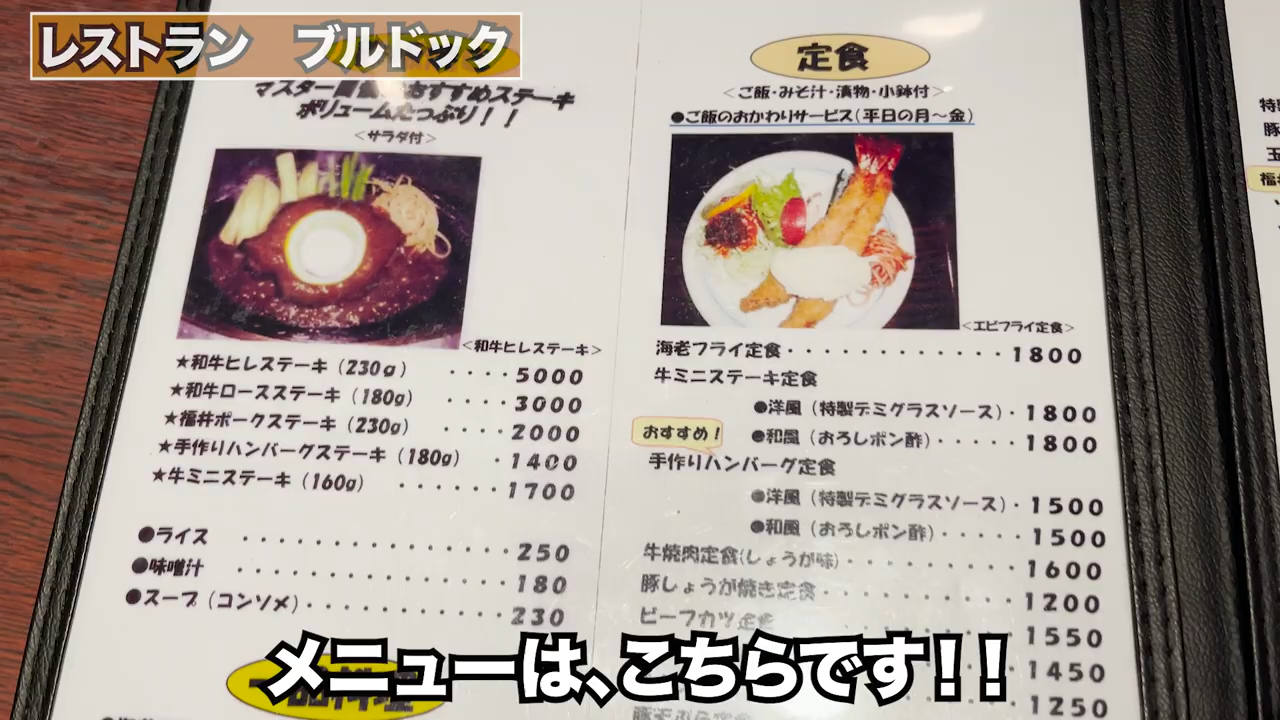 レストラン ブルドック
マスター おすすめステーキ
ボリュームたっぷり!!
<サラダ付>
<和牛ヒレステーキ>
★和牛ヒレステーキ(230g)・・・・5000
★和牛ロースステーキ(180g)・・・・3000
★福井ポークステーキ(230g)・・・・2000
★手作りハンバーグステーキ(180g)・1400
★牛ミニステーキ(160g)・・・・・・1700
●ライス・・・・・・・・・・・・・・250
●味噌汁・・・・・・・・・・・・・・180
●スープ(コンソメ)・・・・・・・・・・230
定食
<ご飯・みそ汁・漬物・小鉢付>
●ご飯のおかわりサービス(平日の月～金)
<エビフライ定食>
海老フライ定食・・・・・・・・・・・・1800
牛ミニステーキ定食
●洋風(特製デミグラスソース)・1800
●和風(おろしポン酢)・・・・・1800
おすすめ!
手作りハンバーグ定食
●洋風(特製デミグラスソース)・1500
●和風(おろしポン酢)・・・・・1500
牛焼肉定食(しょうが味)・・・・・・・・1600
豚しょうが焼き定食・・・・・・・・・・1200
ビーフカツ定食・・・・・・・・・・1550
1450
1250
特製
豚
玉
福井
メニューは、こちらです!!